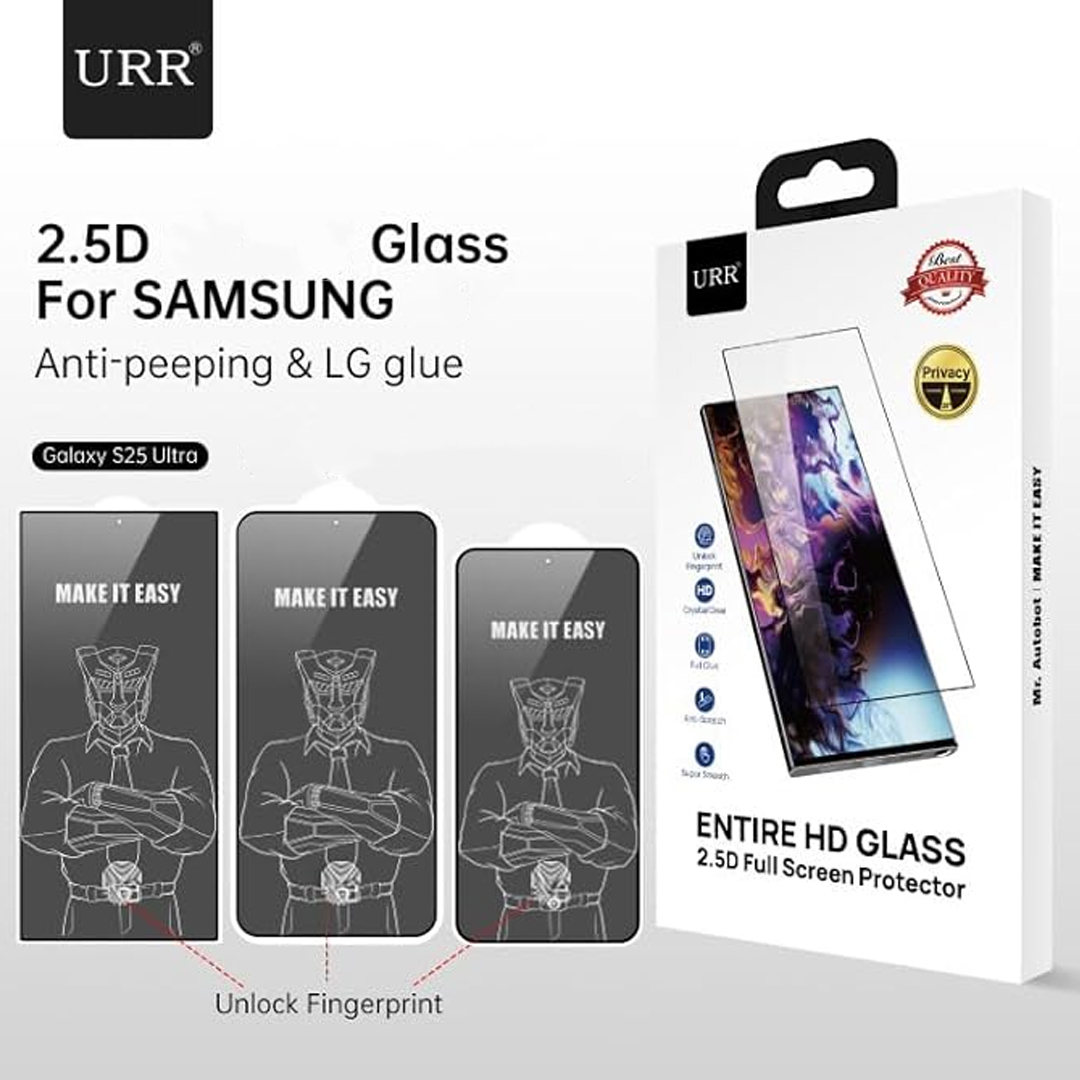 URR®
2.5D Glass
For SAMSUNG
Anti-peeping & LG glue
Galaxy S25 Ultra
MAKE IT EASY
MAKE IT EASY
MAKE IT EASY
Unlock Fingerprint
URR®
Best
QUALITY
Privacy
Unlock
Fingerprint
HD
Crystal Clear
Full Glue
Anti-Scratch
Super Smooth
ENTIRE HD GLASS
2.5D Full Screen Protector
Mr. Autobot | MAKE IT EASY